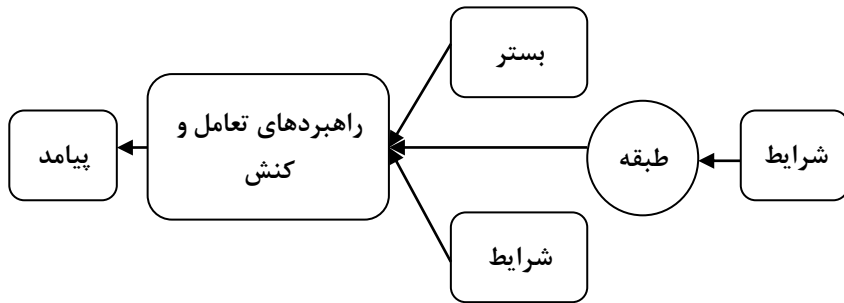 بستر
شرایط
طبقه
راهبردهای تعامل و
کنش
پیامد
شرایط